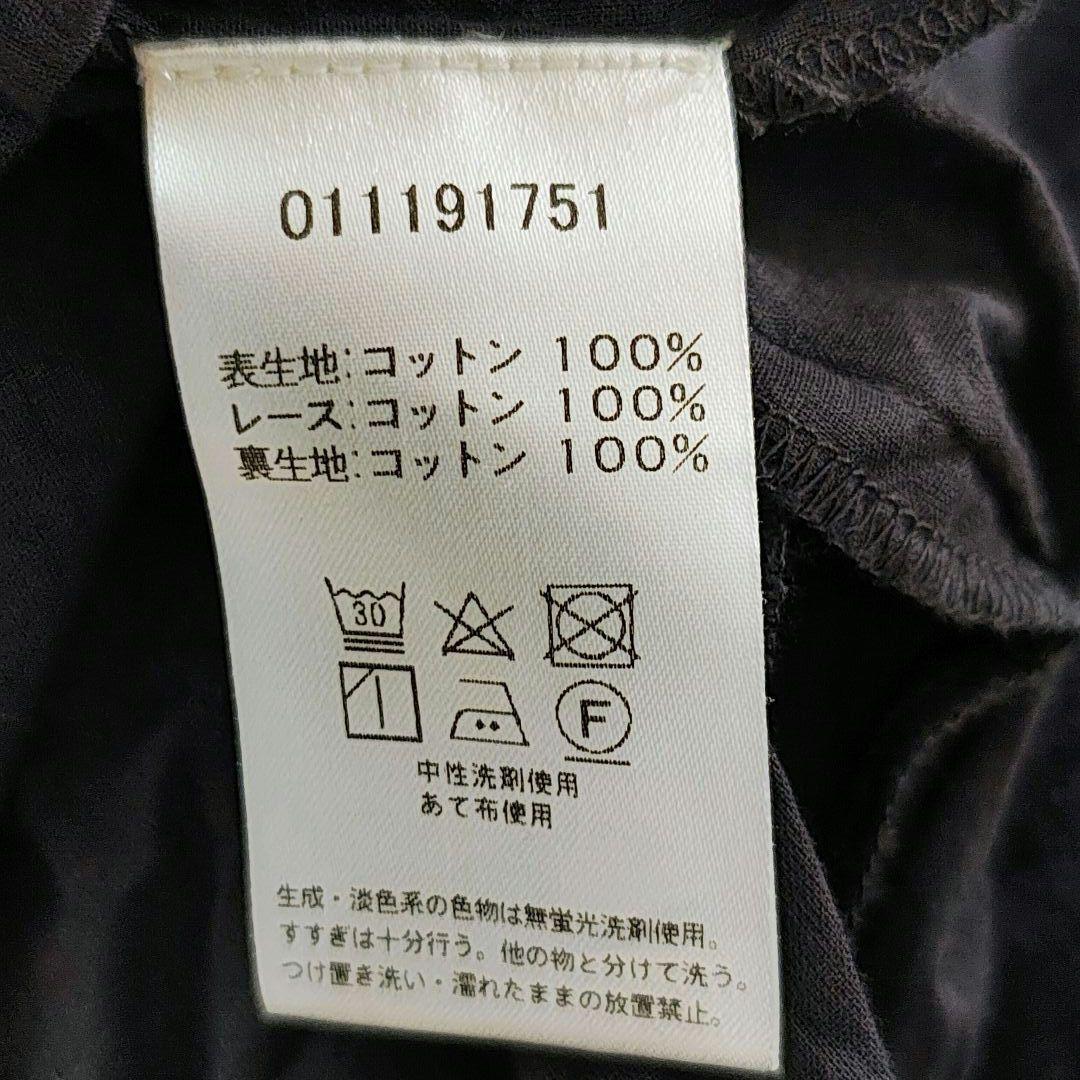 011191751
表生地:コットン 100%
レース:コットン 100%
裏生地:コットン 100%
30
F
中性洗剤使用
あて布使用
生成・淡色系の色物は無蛍光洗剤使用。
すすぎは十分行う。他の物と分けて洗う。
つけ置き洗い・濡れたままの放置禁止。